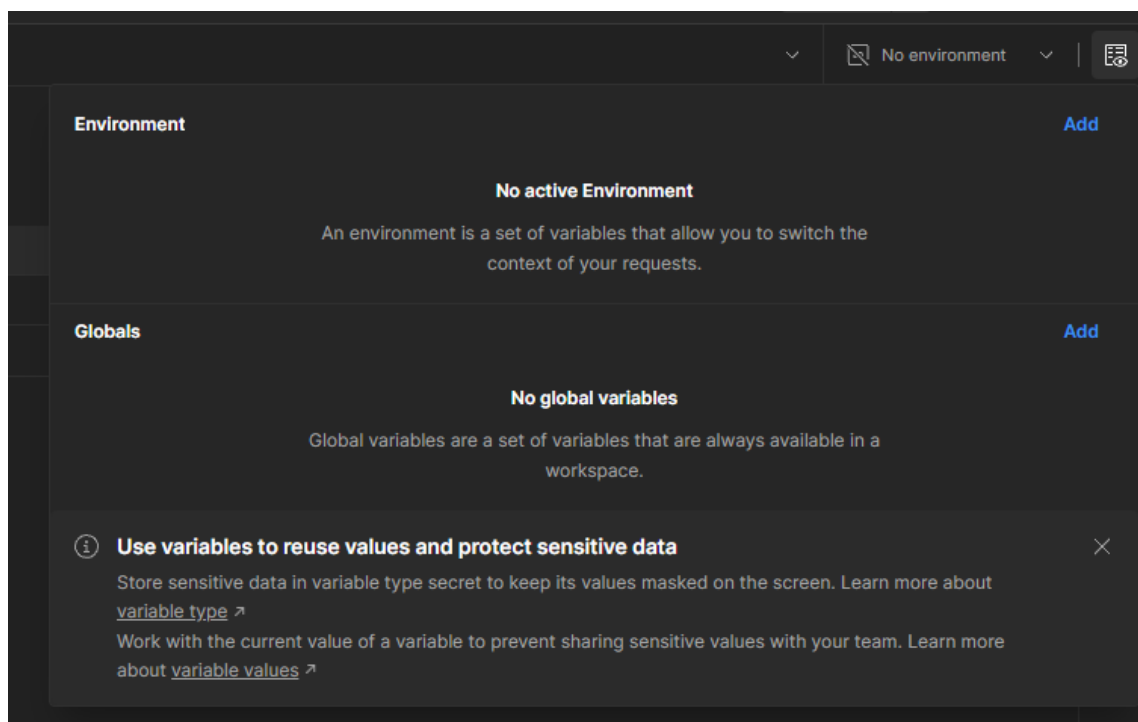 No environment
Environment
Add
No active Environment
An environment is a set of variables that allow you to switch the
context of your requests.
Globals
Add
No global variables
Global variables are a set of variables that are always available in a
workspace.
Use variables to reuse values and protect sensitive data
Store sensitive data in variable type secret to keep its values masked on the screen. Learn more about
variable type ↗
Work with the current value of a variable to prevent sharing sensitive values with your team. Learn more
about variable values ↗